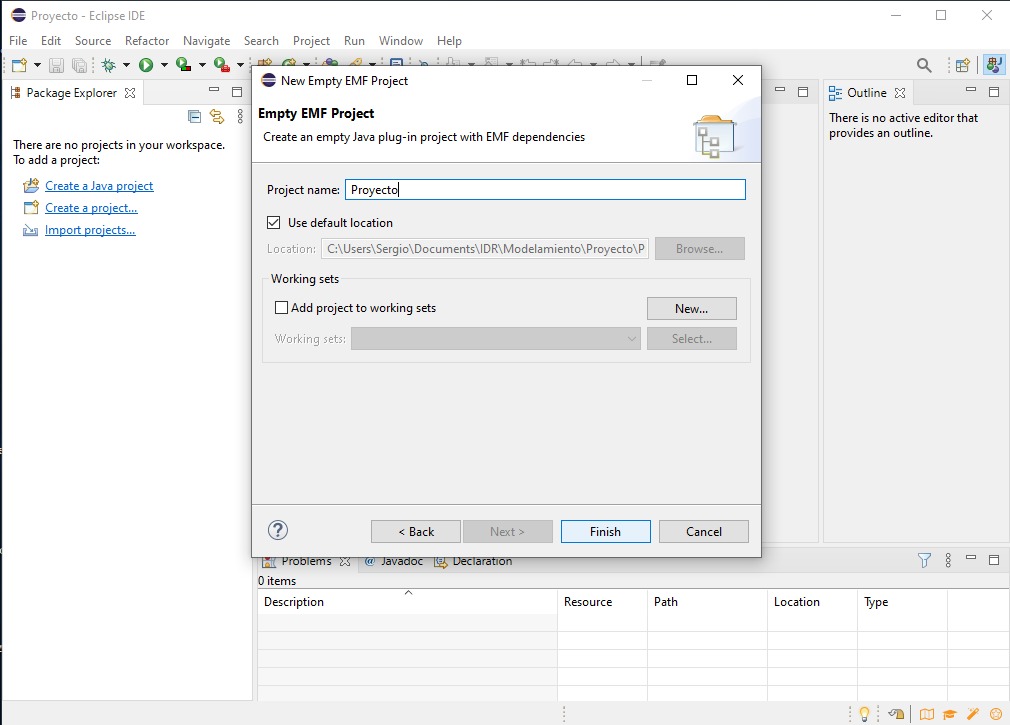 Proyecto - Eclipse IDE
File Edit Source Refactor Navigate Search Project Run Window Help
Package Explorer
There are no projects in your workspace.
To add a project:
Create a Java project
Create a project...
Import projects...
New Empty EMF Project
Empty EMF Project
Create an empty Java plug-in project with EMF dependencies
Project name: Proyecto
Use default location
Location: C:\Users\Sergio\Documents\IDR\Modelamiento\Proyecto\P Browse...
Working sets
Add project to working sets New...
Working sets: Select...
? < Back Next > Finish Cancel
Outline
There is no active editor that
provides an outline.
Problems @ Javadoc Declaration
0 items
Description Resource Path Location Type